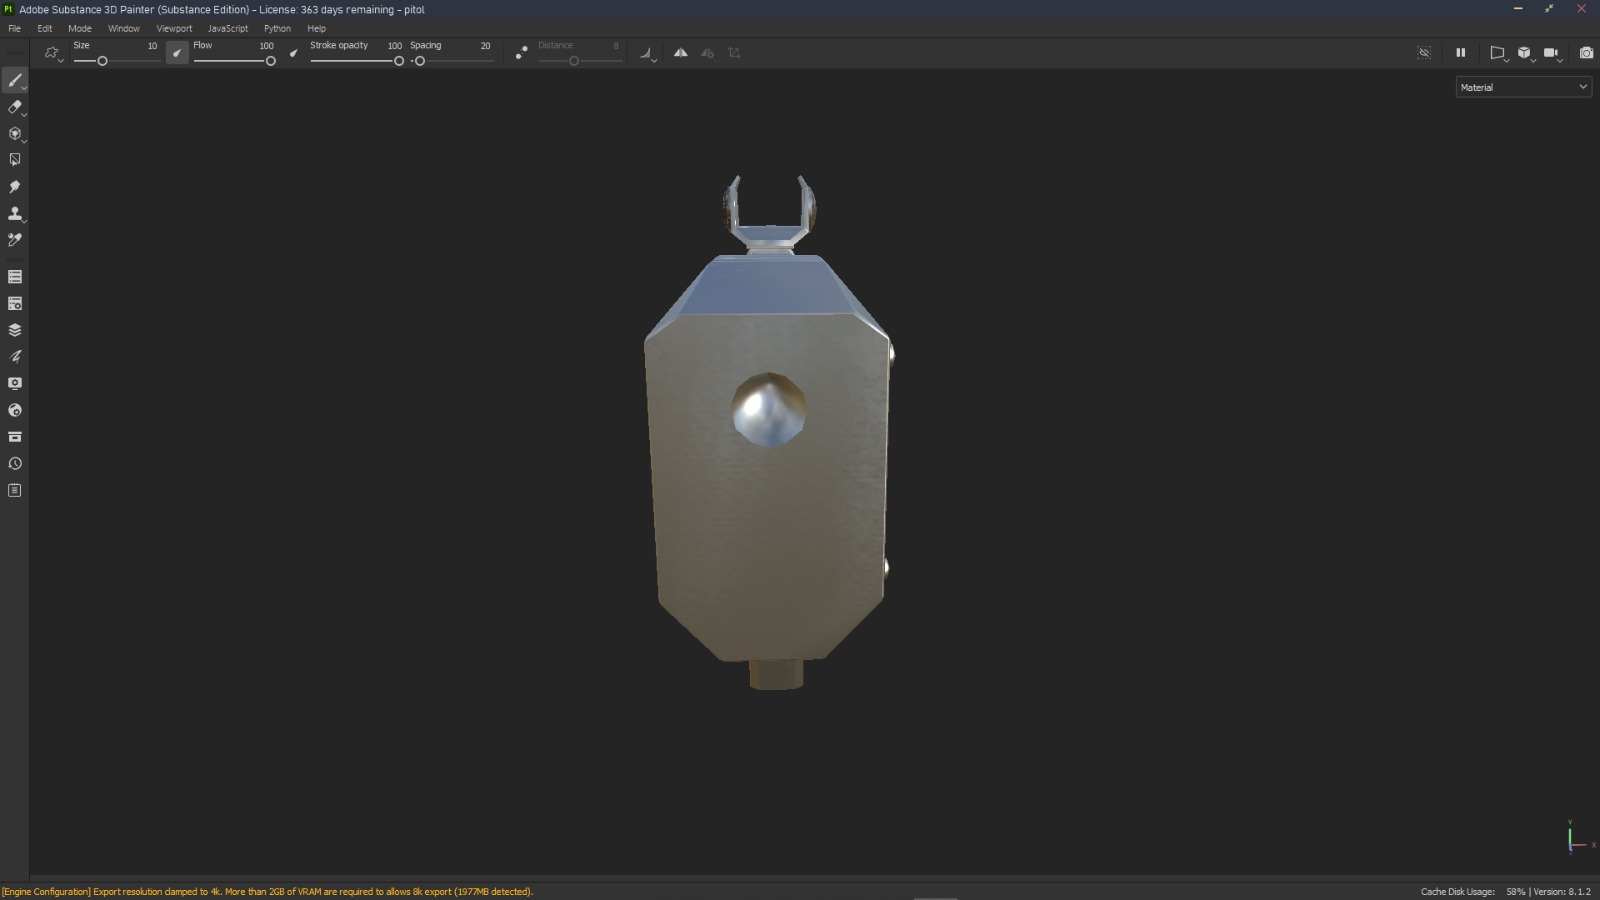 Pt Adobe Substance 3D Painter (Substance Edition) - License: 363 days remaining - pitol
File Edit Mode Window Viewport JavaScript Python Help
Size 10 Flow 100 Stroke opacity 100 Spacing 20 Distance 8
Material
Y
X
[Engine Configuration] Export resolution clamped to 4k. More than 2GB of VRAM are required to allows 8k export (1977MB detected). Cache Disk Usage: 58% | Version: 8.1.2